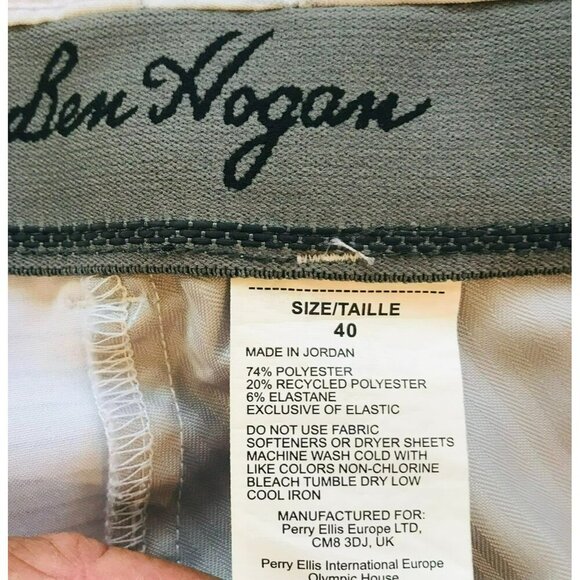 Ben Hogan
SIZE/TAILLE
40
MADE IN JORDAN
74% POLYESTER
20% RECYCLED POLYESTER
6% ELASTANE
EXCLUSIVE OF ELASTIC
DO NOT USE FABRIC
SOFTENERS OR DRYER SHEETS
MACHINE WASH COLD WITH
LIKE COLORS NON-CHLORINE
BLEACH TUMBLE DRY LOW
COOL IRON
MANUFACTURED FOR:
Perry Ellis Europe LTD,
CM8 3DJ, UK
Perry Ellis International Europe
Olympic House